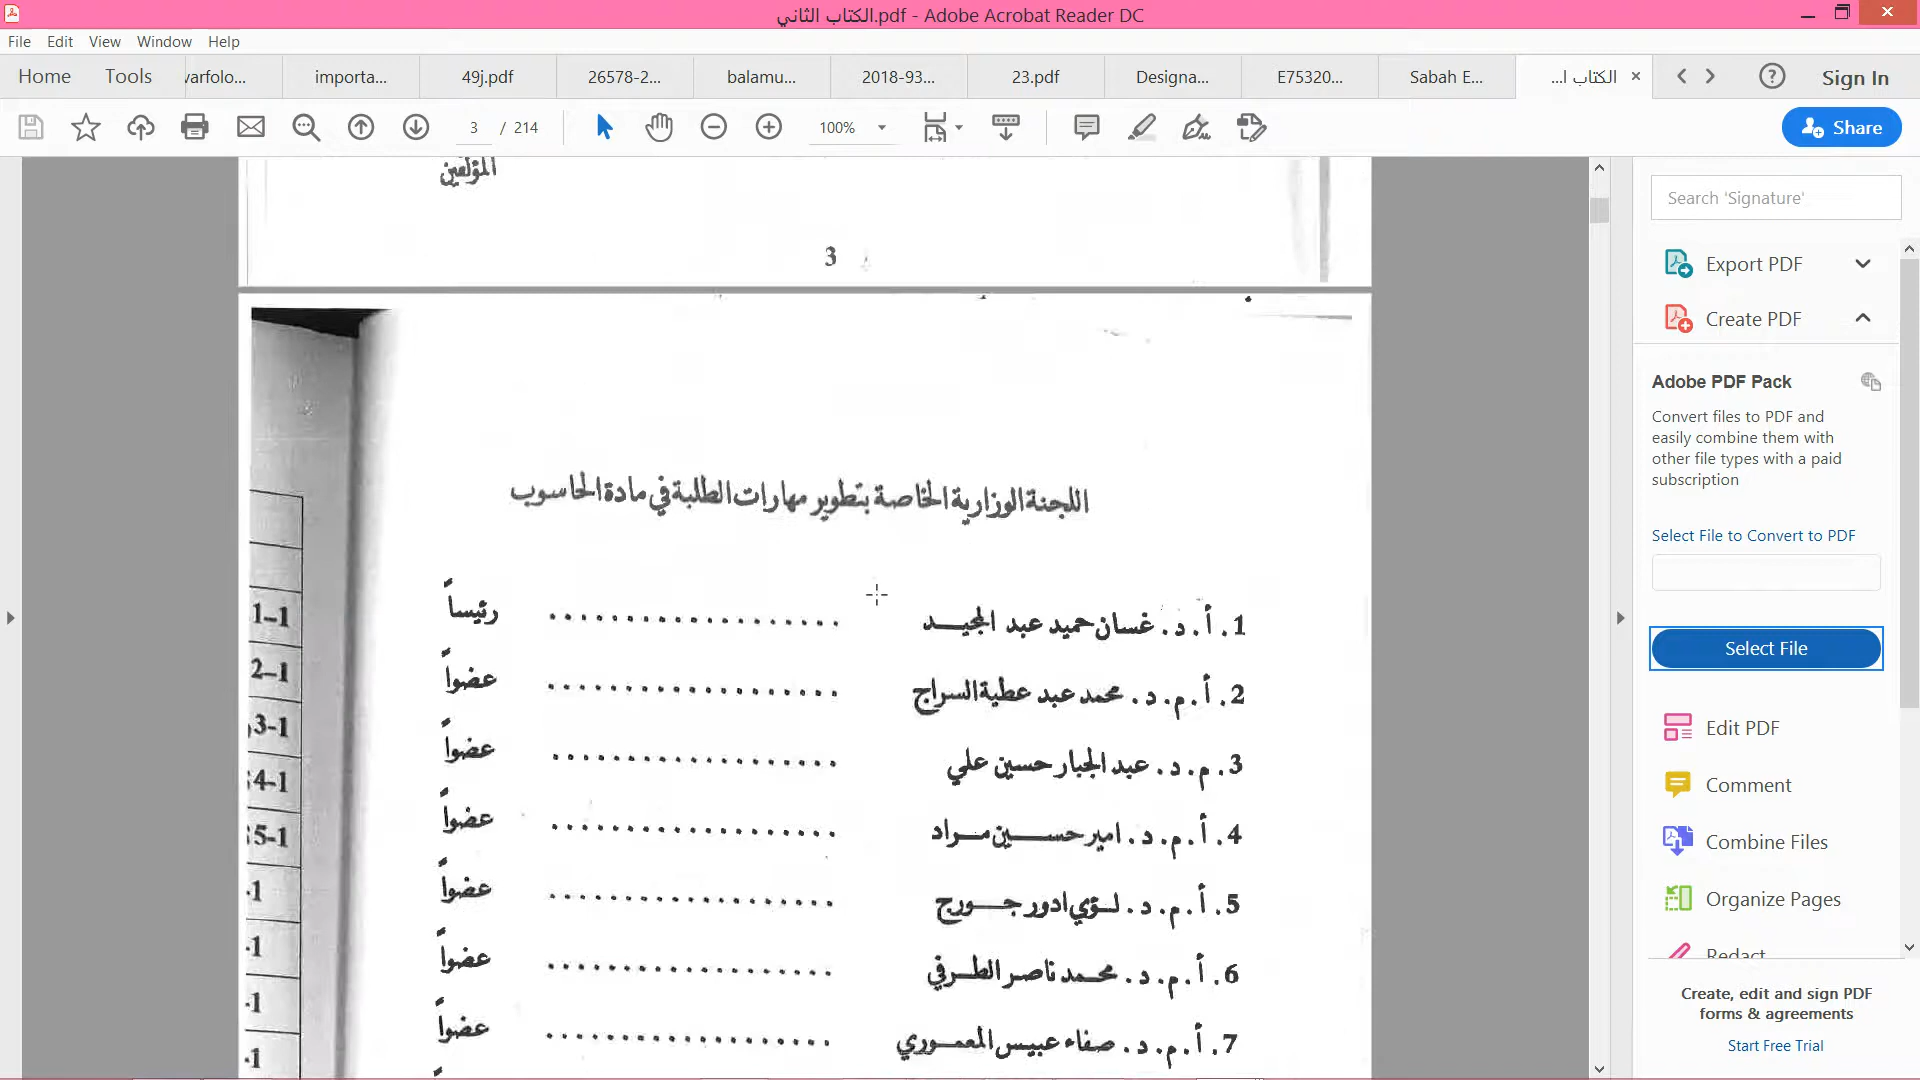 الكتاب الثاني.pdf - Adobe Acrobat Reader DC
File Edit View Window Help
Home Tools varfolo... importa... 49j.pdf 26578-2... balamu... 2018-93... 23.pdf Designa... E75320... Sabah E... الكتاب ا... Sign In
3 / 214 100% Share
المؤلفين
3
اللجنة الوزارية الخاصة بتطوير مهارات الطلبة في مادة الحاسوب
1. أ. د. غسان حميد عبد المجيد .................. رئيساً
2. أ.م.د. محمد عبد عطية السراج .................. عضواً
3. م.د. عبد الجبار حسين علي .................. عضواً
4. أ.م.د. امير حسين مراد .................. عضواً
5. أ.م.د. لؤي ادور جورج .................. عضواً
6. أ.م.د. محمد ناصر الطرفي .................. عضواً
7. أ.م.د. صفاء عبيس المعموري .................. عضواً
1-1
2-1
3-1
4-1
5-1
-1
-1
-1
-1
Search 'Signature'
Export PDF
Create PDF
Adobe PDF Pack
Convert files to PDF and
easily combine them with
other file types with a paid
subscription
Select File to Convert to PDF
Select File
Edit PDF
Comment
Combine Files
Organize Pages
Redact
Create, edit and sign PDF
forms & agreements
Start Free Trial